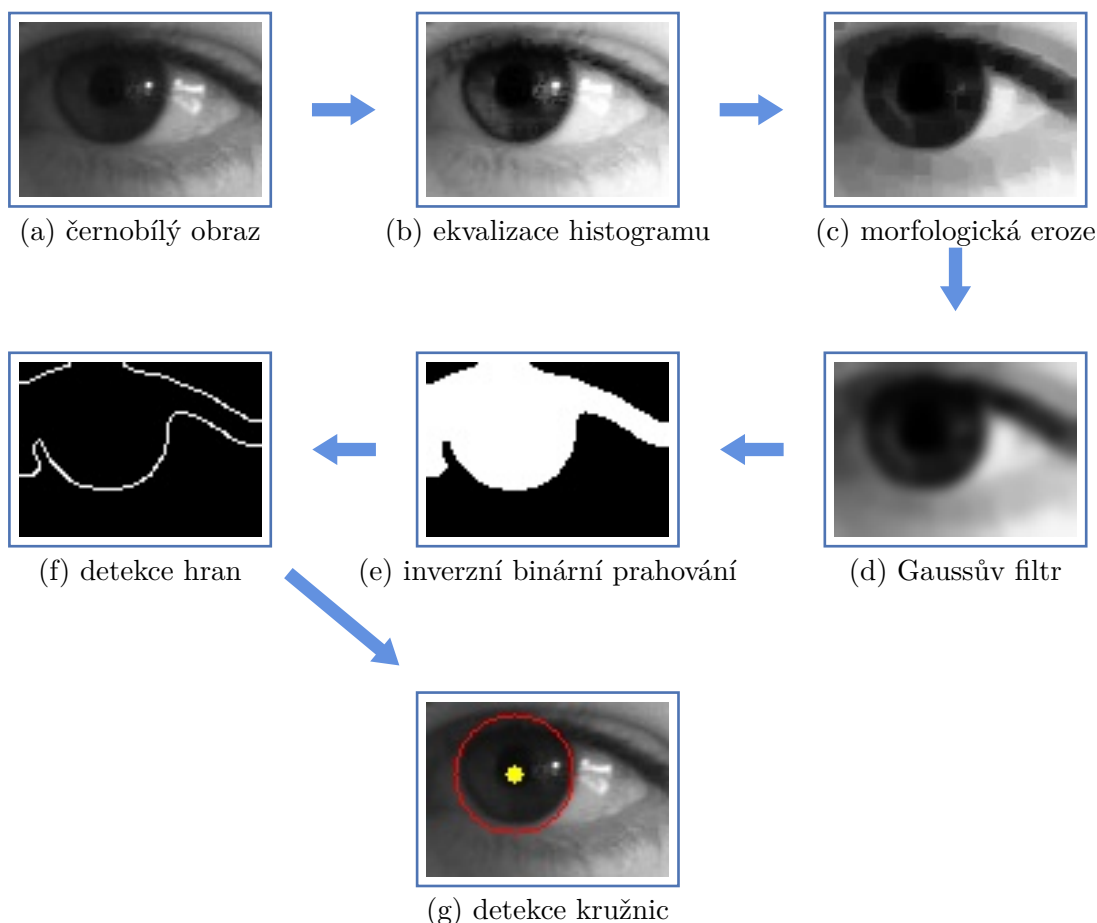 (a) černobílý obraz
(b) ekvalizace histogramu
(c) morfologická eroze
(f) detekce hran
(e) inverzní binární prahování
(d) Gaussův filtr
(g) detekce kružnic